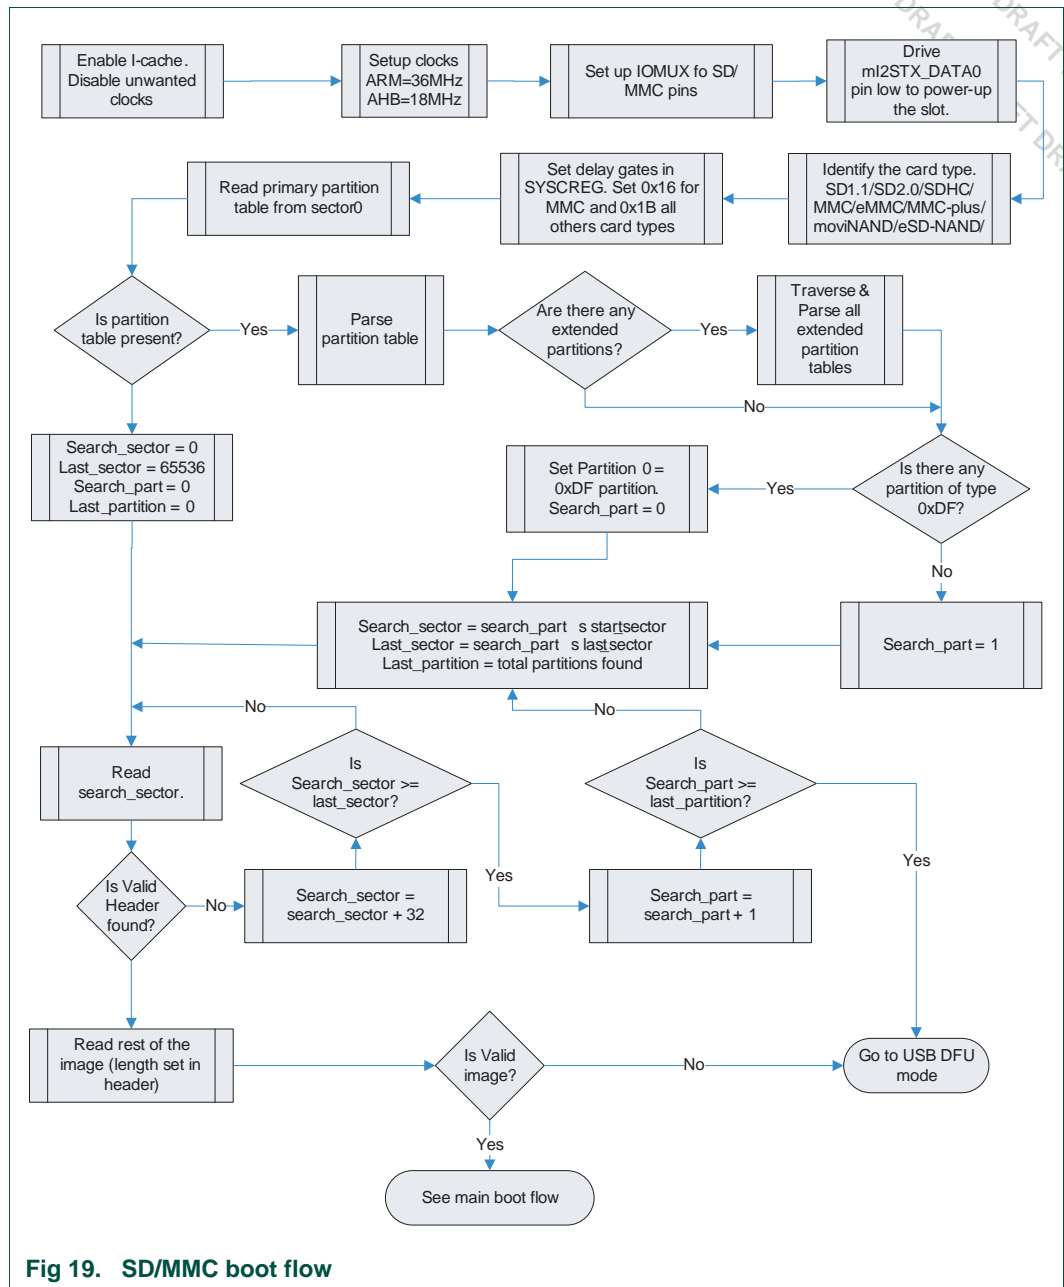 DRAFT
DRAFT
DRAFT DRAFT
Enable I-cache.
Disable unwanted
clocks
Setup clocks
ARM=36MHz
AHB=18MHz
Set up IOMUX fo SD/
MMC pins
Drive
mI2STX_DATA0
pin low to power-up
the slot.
Read primary partition
table from sector0
Set delay gates in
SYSCREG. Set 0x16 for
MMC and 0x1B all
others card types
Identify the card type.
SD1.1/SD2.0/SDHC/
MMC/eMMC/MMC-plus/
moviNAND/eSD-NAND/
Is partition
table present?
Yes
Parse
partition table
Are there any
extended
partitions?
Yes
Traverse &
Parse all
extended
partition
tables
No
Search_sector = 0
Last_sector = 65536
Search_part = 0
Last_partition = 0
Set Partition 0 =
0xDF partition.
Search_part = 0
Yes
Is there any
partition of type
0xDF?
No
Search_sector = search_part s startsector
Last_sector = search_part s lastsector
Last_partition = total partitions found
Search_part = 1
No
No
Read
search_sector.
Is
Search_sector >=
last_sector?
Is
Search_part >=
last_partition?
Yes
Yes
Is Valid
Header
found?
No
Search_sector =
search_sector + 32
Search_part =
search_part + 1
Read rest of the
image (length set in
header)
Is Valid
image?
No
Go to USB DFU
mode
Yes
See main boot flow
Fig 19. SD/MMC boot flow